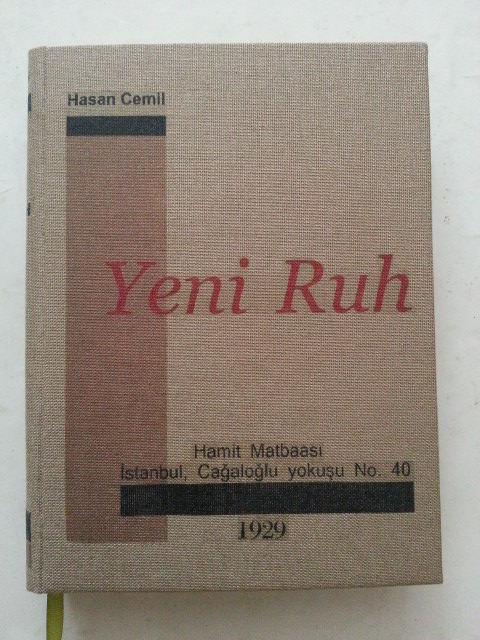 Hasan Cemil
Yeni Ruh
Hamit Matbaası
İstanbul, Cağaloğlu yokuşu No. 40
1929